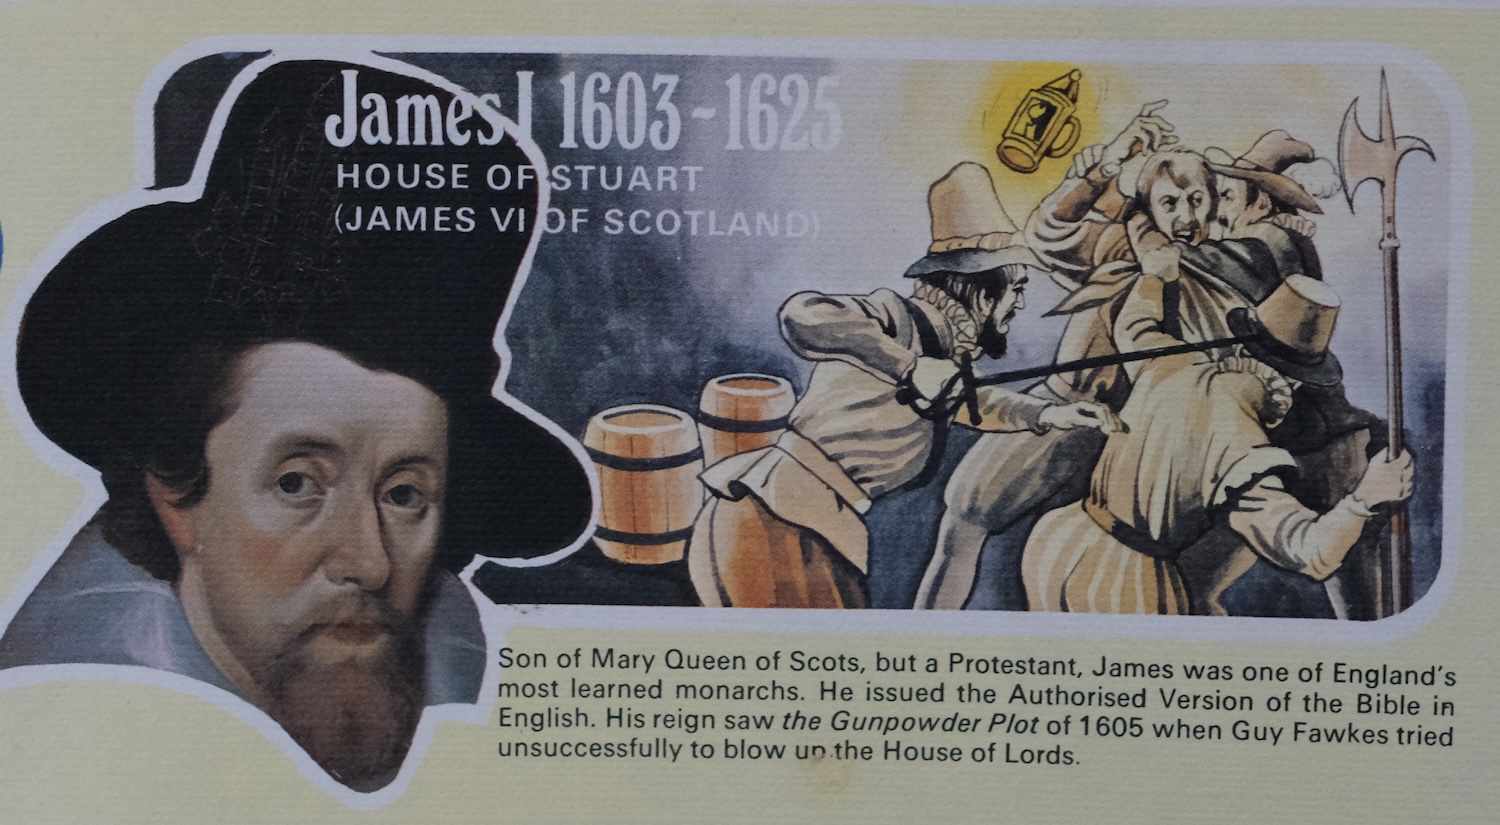 James I 1603 ~ 1625
HOUSE OF STUART
(JAMES VI OF SCOTLAND)
Son of Mary Queen of Scots, but a Protestant, James was one of England's
most learned monarchs. He issued the Authorised Version of the Bible in
English. His reign saw the Gunpowder Plot of 1605 when Guy Fawkes tried
unsuccessfully to blow up the House of Lords.